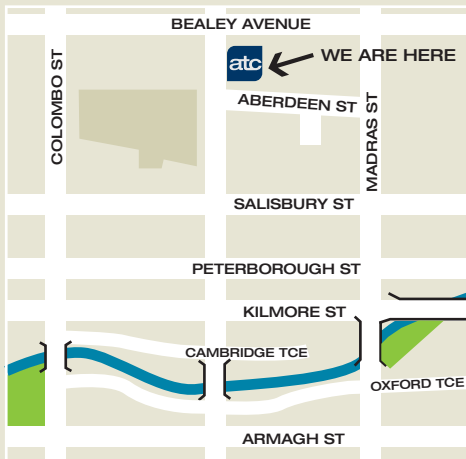 BEALEY AVENUE
atc
WE ARE HERE
COLOMBO ST
ABERDEEN ST
MADRAS ST
SALISBURY ST
PETERBOROUGH ST
KILMORE ST
CAMBRIDGE TCE
OXFORD TCE
ARMAGH ST